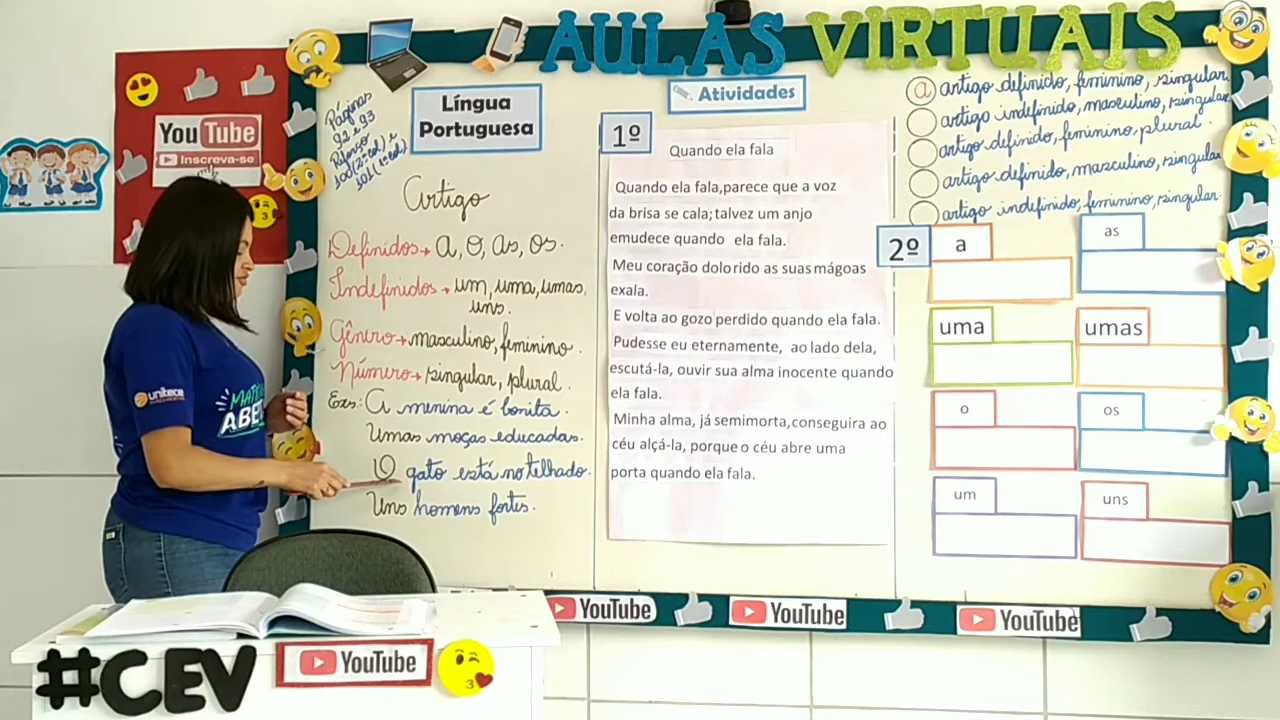 AULAS VIRTUAIS
YouTube
Inscreva-se
Páginas
92 e 93
Reforço
100 (2ª col.) e
101 (1ª col.)
Língua
Portuguesa
Artigo
Definidos → a, o, as, os.
Indefinidos → um, uma, umas,
uns.
Gênero → masculino, feminino.
Número → singular, plural.
Exs: A menina é bonita.
Umas moças educadas.
O gato está no telhado.
Uns homens fortes.
Atividades
1º
Quando ela fala
Quando ela fala,parece que a voz
da brisa se cala;talvez um anjo
emudece quando ela fala.
Meu coração dolorido as suas mágoas
exala.
E volta ao gozo perdido quando ela fala.
Pudesse eu eternamente, ao lado dela,
escutá-la, ouvir sua alma inocente quando
ela fala.
Minha alma, já semimorta,conseguira ao
céu alçá-la, porque o céu abre uma
porta quando ela fala.
a artigo definido, feminino, singular.
artigo indefinido, masculino, singular
artigo definido, feminino, plural.
artigo definido, masculino, singular
artigo indefinido, feminino, singular.
2º
a
as
uma
umas
o
os
um
uns
unitece
ABE
YouTube
YouTube
YouTube
#CEV
YouTube